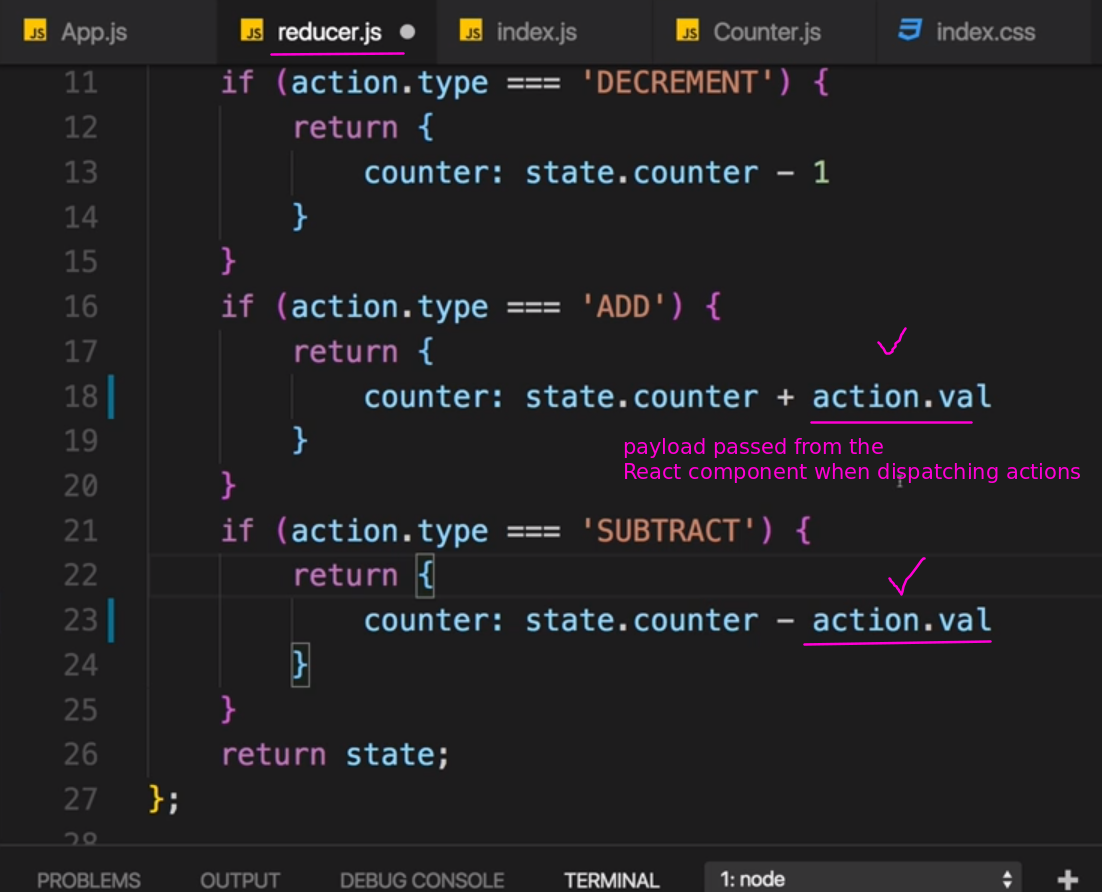 JS App.js JS reducer.js JS index.js JS Counter.js index.css
11 if (action.type === 'DECREMENT') {
12 return {
13 counter: state.counter - 1
14 }
15 }
16 if (action.type === 'ADD') {
17 return {
18 counter: state.counter + action.val
19 }
payload passed from the
React component when dispatching actions
20 }
21 if (action.type === 'SUBTRACT') {
22 return {
23 counter: state.counter - action.val
24 }
25 }
26 return state;
27 };
28
PROBLEMS OUTPUT DEBUG CONSOLE TERMINAL 1: node